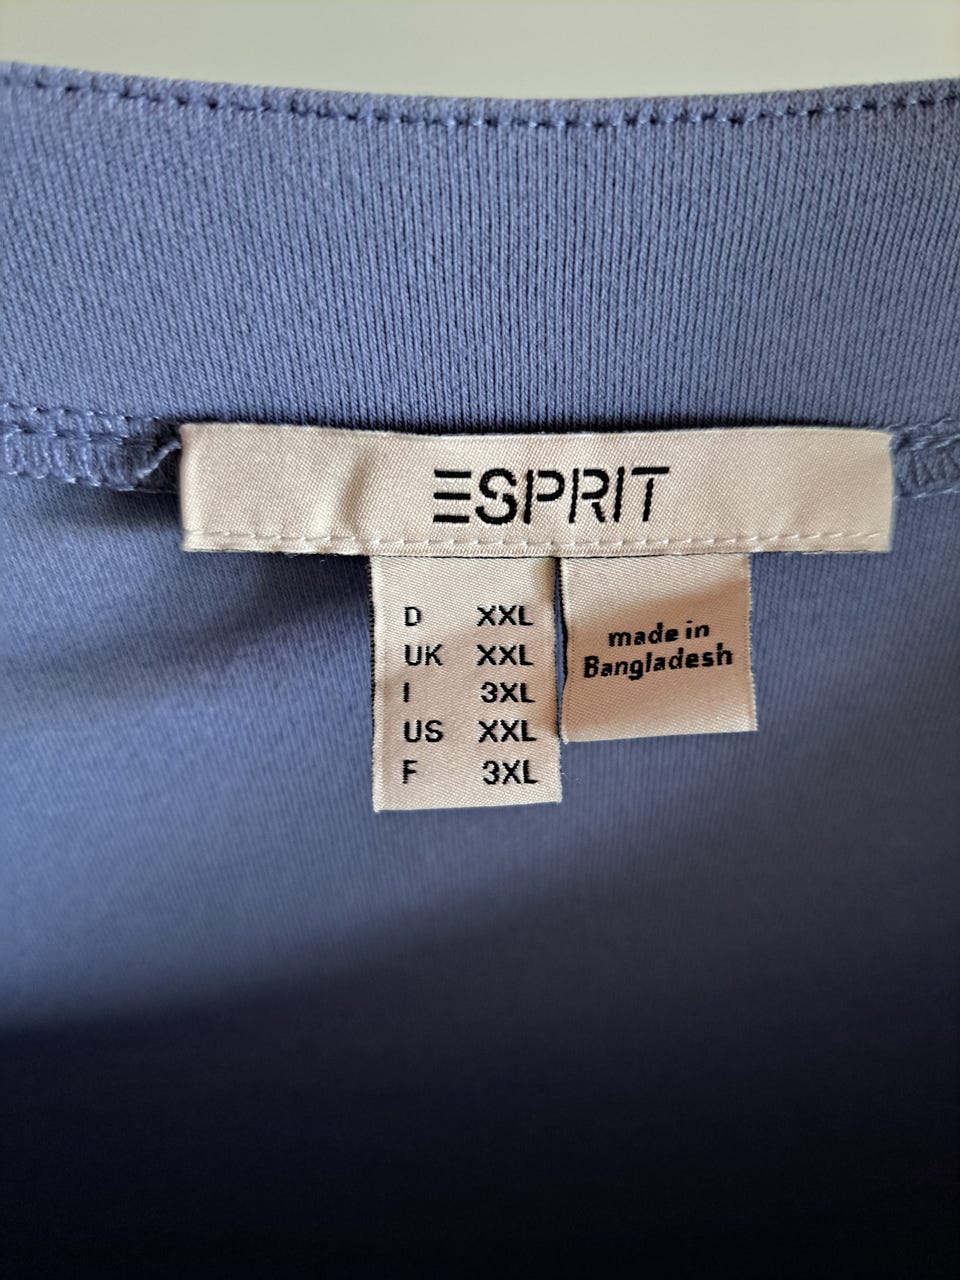 ESPRIT
D XXL
UK XXL
I 3XL
US XXL
F 3XL
made in
Bangladesh